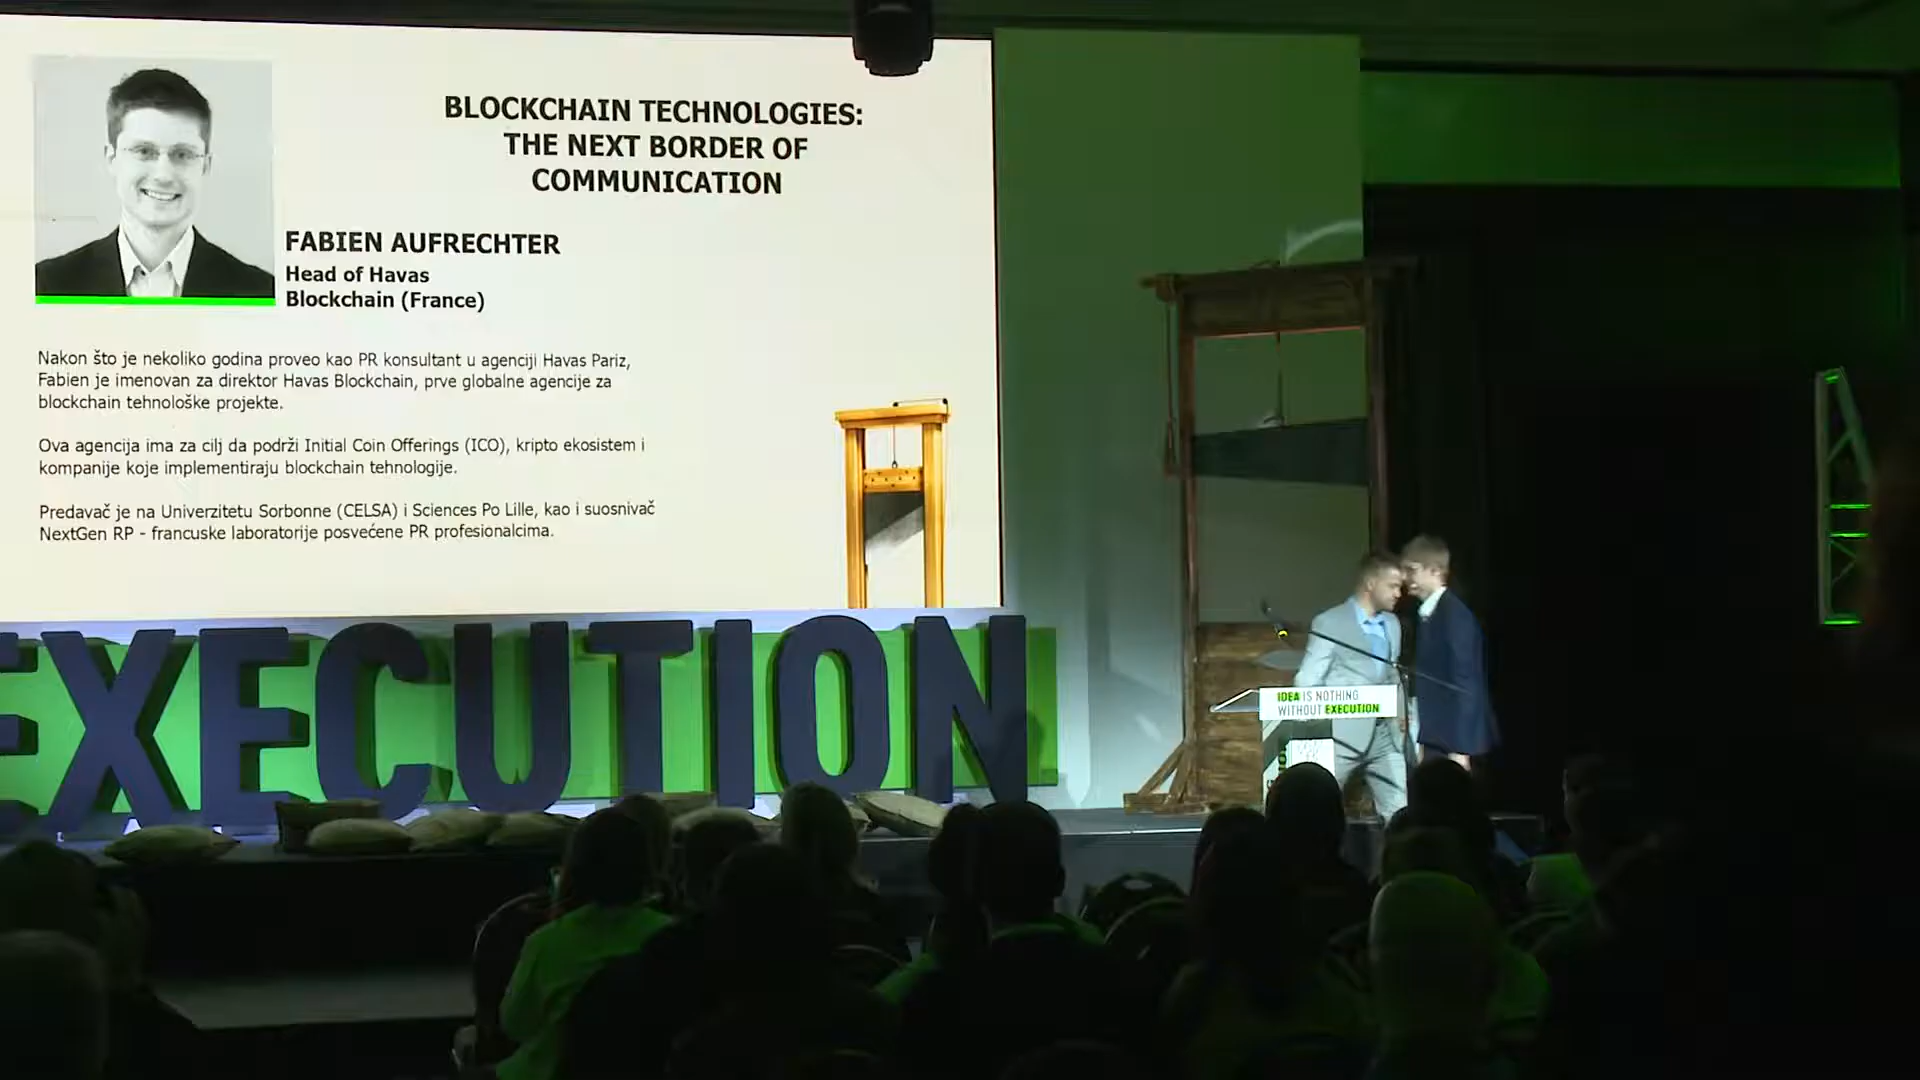 BLOCKCHAIN TECHNOLOGIES:
THE NEXT BORDER OF
COMMUNICATION
FABIEN AUFRECHTER
Head of Havas
Blockchain (France)
Nakon što je nekoliko godina proveo kao PR konsultant u agenciji Havas Pariz,
Fabien je imenovan za direktor Havas Blockchain, prve globalne agencije za
blockchain tehnološke projekte.
Ova agencija ima za cilj da podrži Initial Coin Offerings (ICO), kripto ekosistem i
kompanije koje implementiraju blockchain tehnologije.
Predavač je na Univerzitetu Sorbonne (CELSA) i Sciences Po Lille, kao i suosnivač
NextGen RP - francuske laboratorije posvećene PR profesionalcima.
EXECUTION
IDEA IS NOTHING
WITHOUT EXECUTION